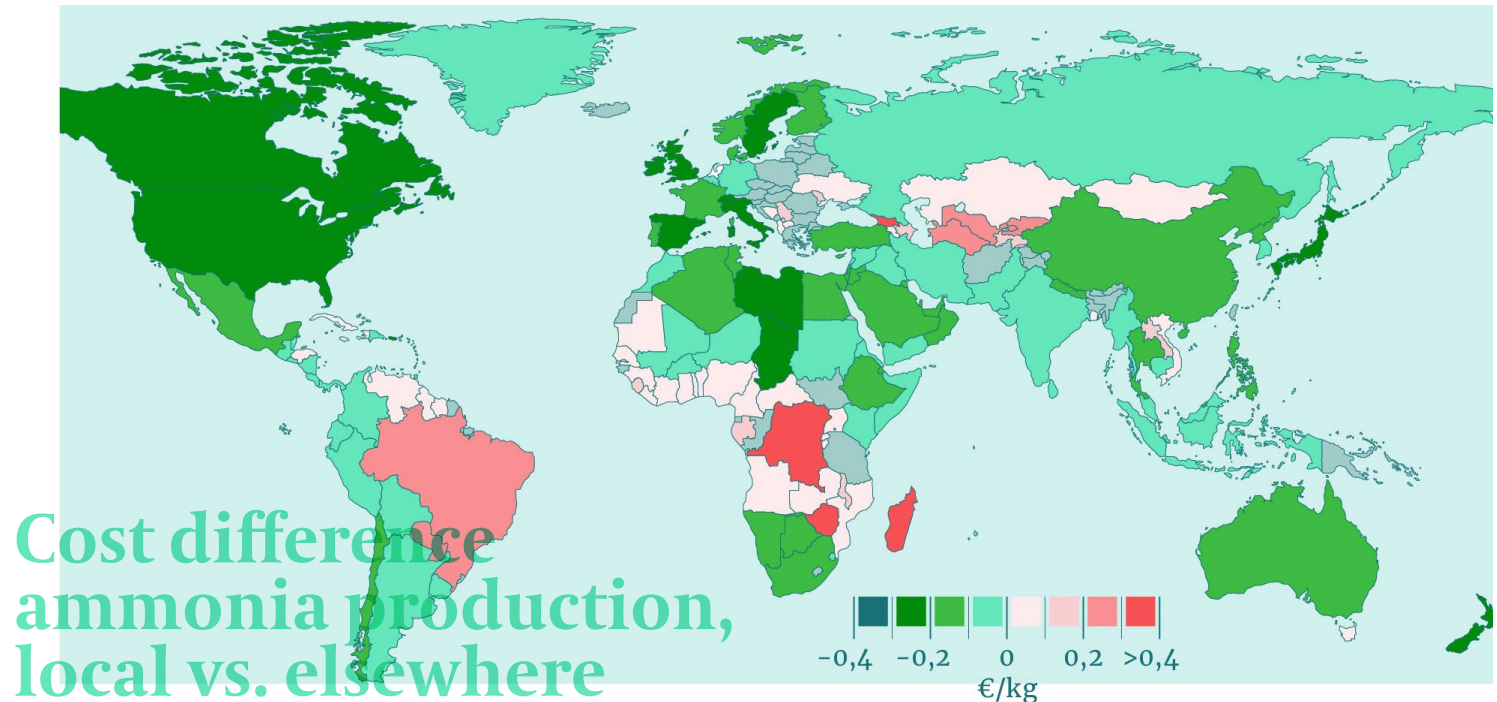 Cost difference
ammonia production,
local vs. elsewhere
-0,4 -0,2 0 0,2 >0,4
€/kg